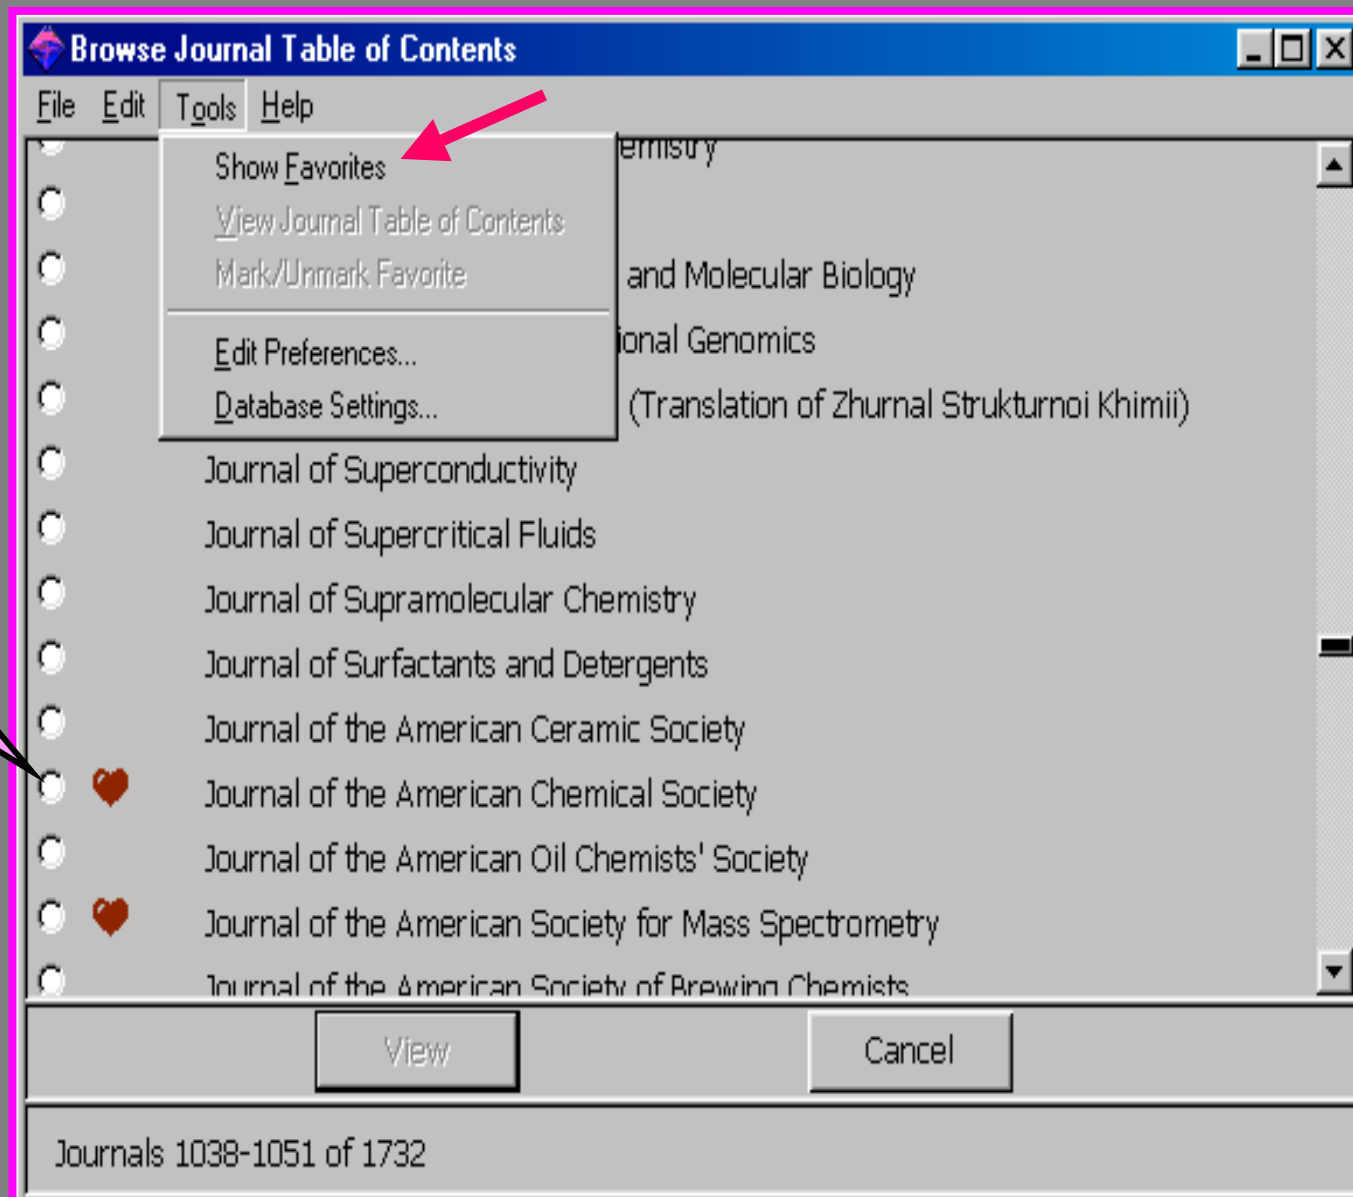 Browse Journal Table of Contents
File Edit Tools Help
Show Favorites
View Journal Table of Contents
Mark/Unmark Favorite
Edit Preferences...
Database Settings...
emistry
and Molecular Biology
ional Genomics
(Translation of Zhurnal Strukturnoi Khimii)
Journal of Superconductivity
Journal of Supercritical Fluids
Journal of Supramolecular Chemistry
Journal of Surfactants and Detergents
Journal of the American Ceramic Society
Journal of the American Chemical Society
Journal of the American Oil Chemists' Society
Journal of the American Society for Mass Spectrometry
Journal of the American Society of Brewing Chemists
View Cancel
Journals 1038-1051 of 1732